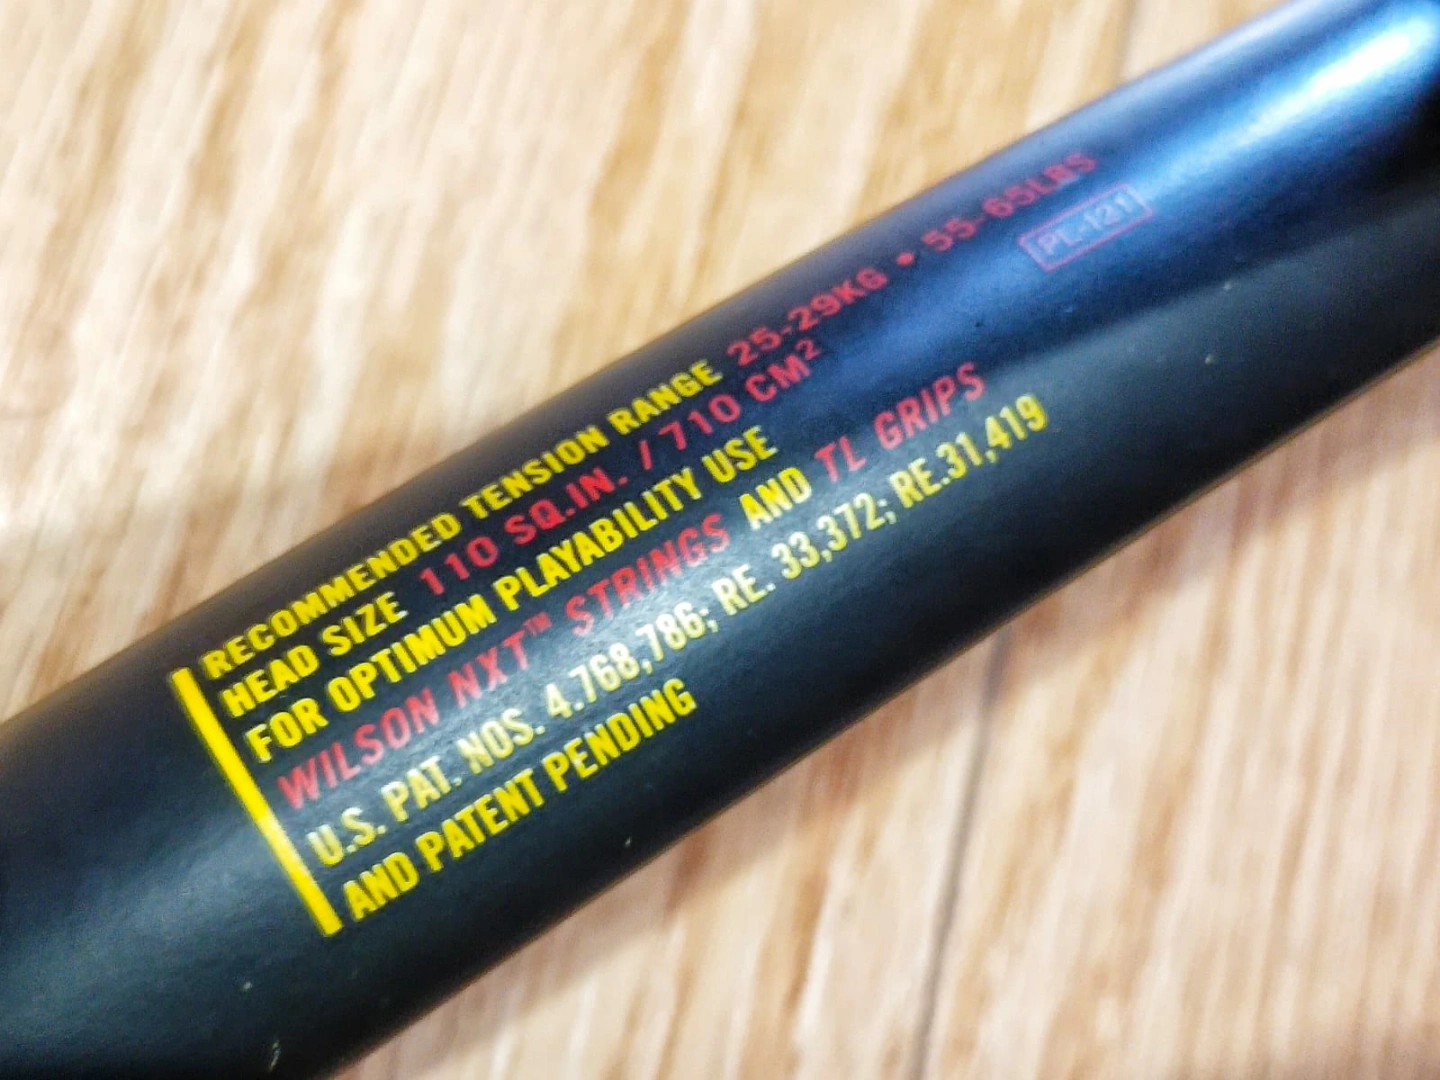 RECOMMENDED TENSION RANGE 25-29KG • 55-65LBS
HEAD SIZE 110 SQ.IN. / 710 CM²
PL-121
FOR OPTIMUM PLAYABILITY USE
WILSON NXT™ STRINGS AND TL GRIPS
U.S. PAT. NOS. 4.768,786; RE. 33,372; RE.31,419
AND PATENT PENDING